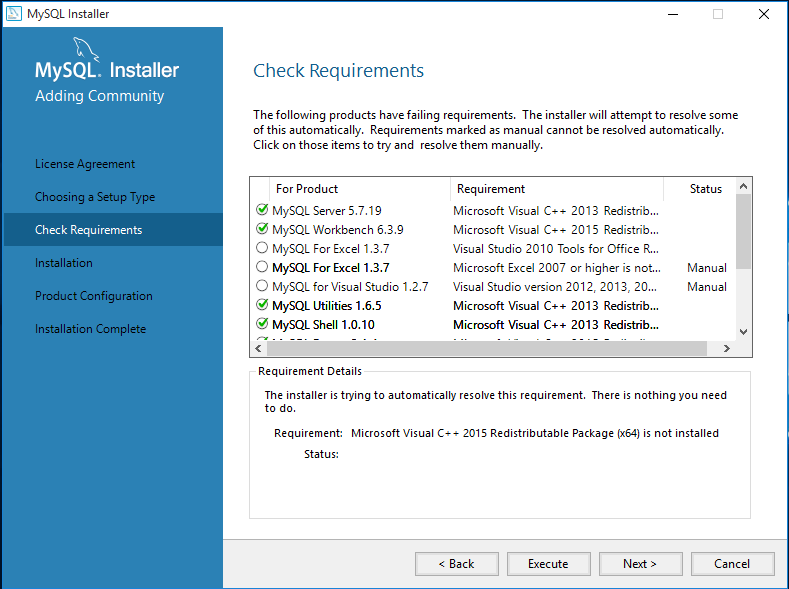 MySQL Installer
MySQL. Installer
Adding Community
License Agreement
Choosing a Setup Type
Check Requirements
Installation
Product Configuration
Installation Complete
Check Requirements
The following products have failing requirements. The installer will attempt to resolve some
of this automatically. Requirements marked as manual cannot be resolved automatically.
Click on those items to try and resolve them manually.
For Product Requirement Status
MySQL Server 5.7.19 Microsoft Visual C++ 2013 Redistrib...
MySQL Workbench 6.3.9 Microsoft Visual C++ 2015 Redistrib...
MySQL For Excel 1.3.7 Visual Studio 2010 Tools for Office R...
MySQL For Excel 1.3.7 Microsoft Excel 2007 or higher is not... Manual
MySQL for Visual Studio 1.2.7 Visual Studio version 2012, 2013, 20... Manual
MySQL Utilities 1.6.5 Microsoft Visual C++ 2013 Redistrib...
MySQL Shell 1.0.10 Microsoft Visual C++ 2013 Redistrib...
Requirement Details
The installer is trying to automatically resolve this requirement. There is nothing you need
to do.
Requirement: Microsoft Visual C++ 2015 Redistributable Package (x64) is not installed
Status:
< Back Execute Next > Cancel